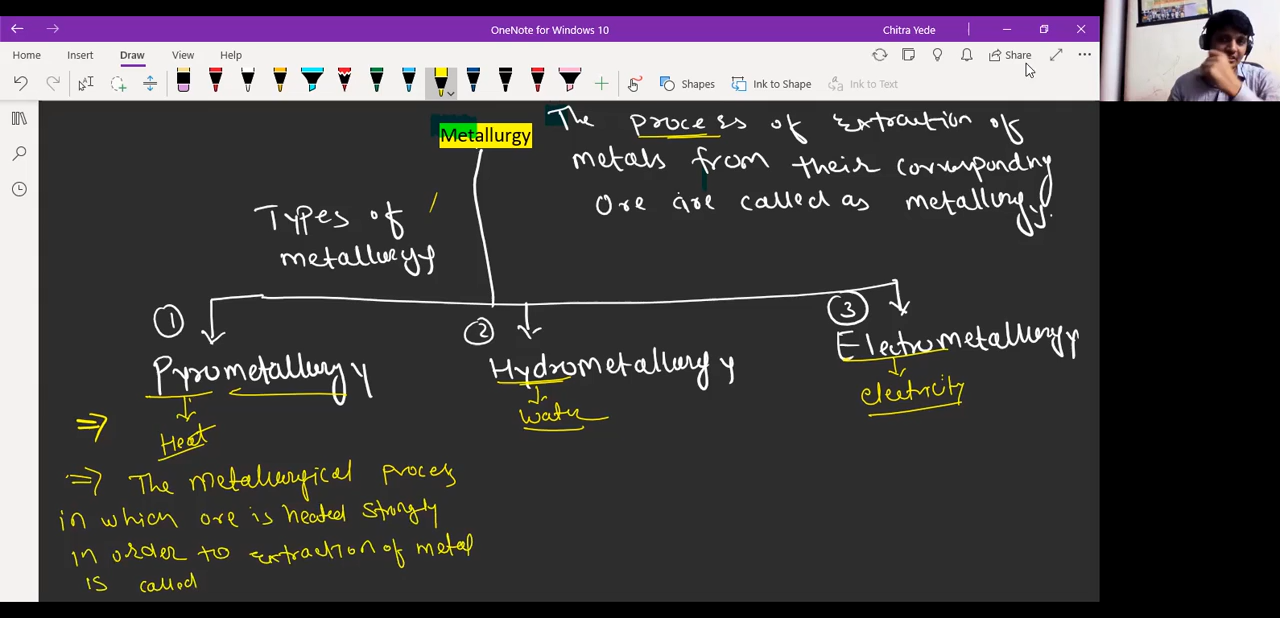 OneNote for Windows 10
Chitra Yede
Home Insert Draw View Help
Share
Shapes
Ink to Shape
Ink to Text
Metallurgy
The process of extraction of
metals from their
Ore are called as metallurgy.
Types of
metallurgy
1
Pyrometallurgy
Heat
2
Hydrometallurgy
Water
3
Electrometallurgy
electricity
⇒
⇒ The metallurgical process
in which ore is heated strongly
in order to extraction of metal
is called